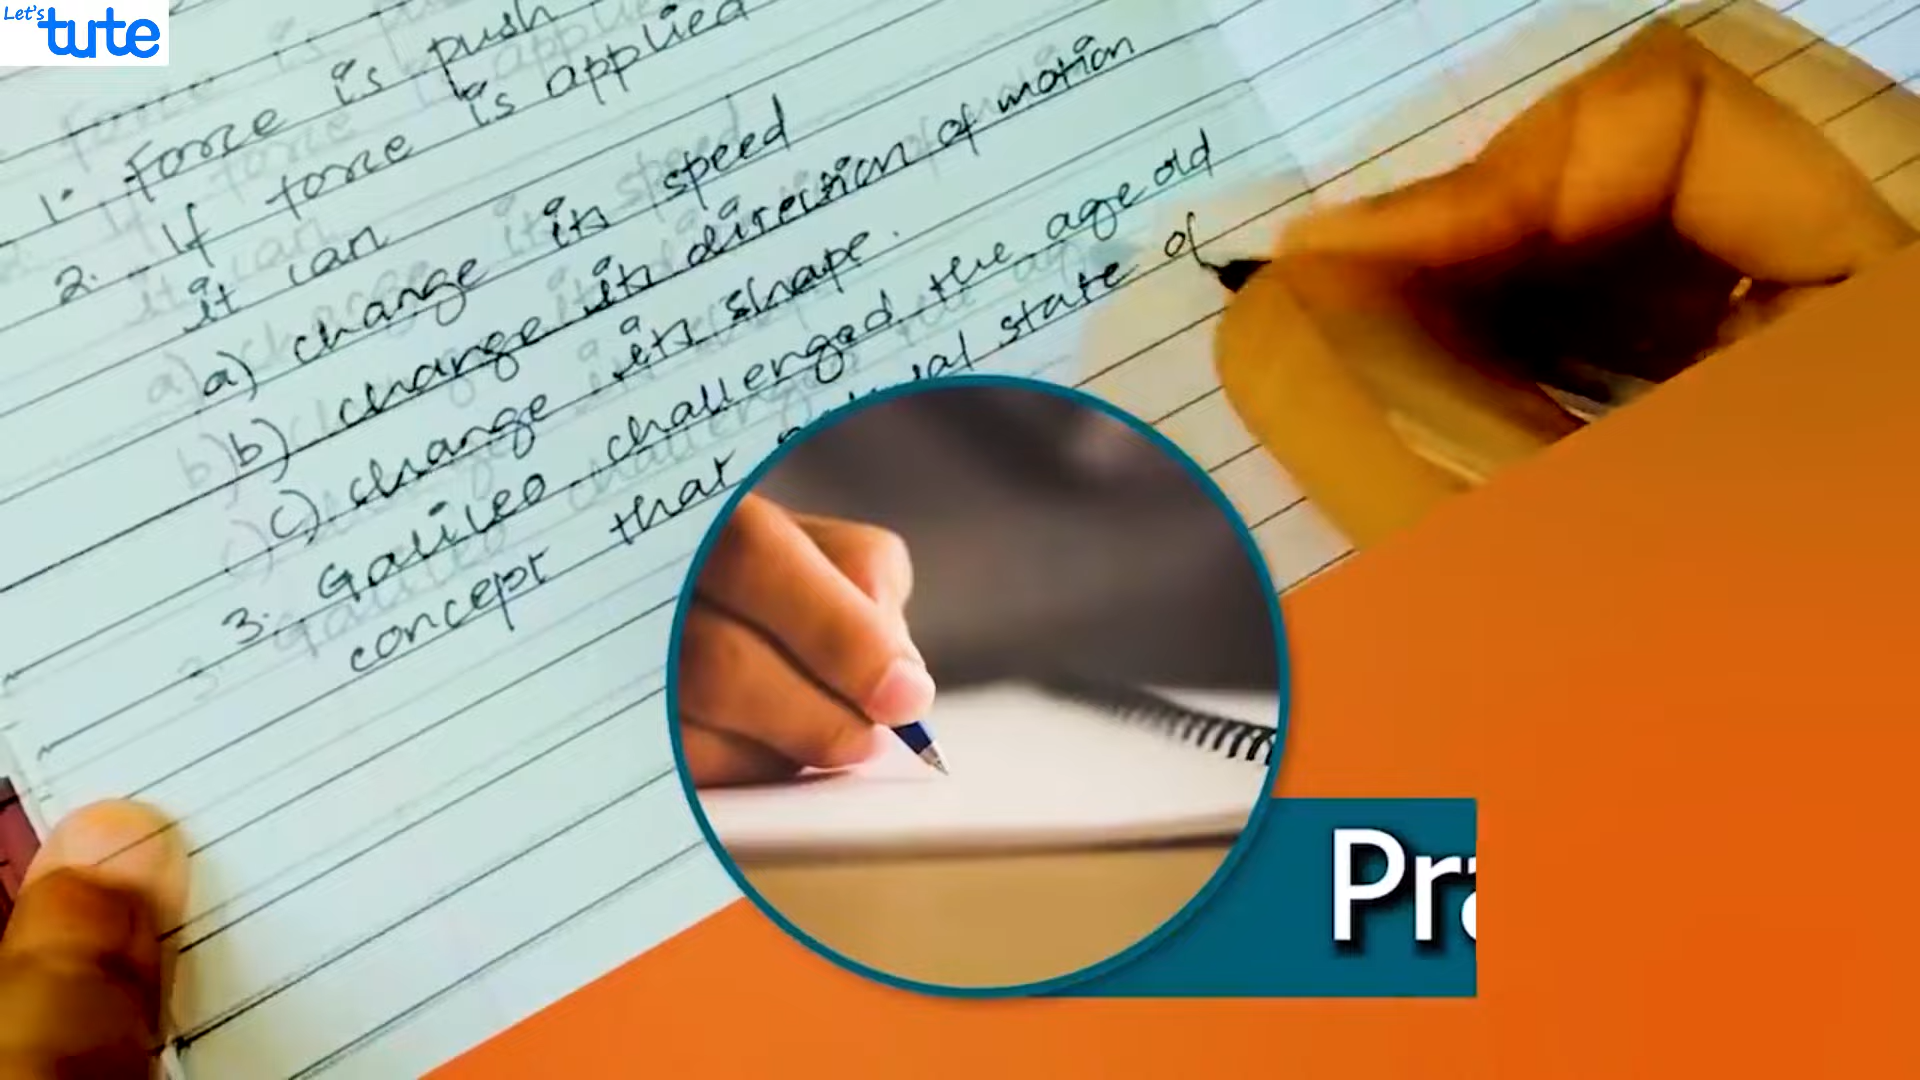 Let's
tute
1. Force is push
2. If force is applied
it can
a) change its speed
b) change its direction of motion
c) change its shape.
3. Galileo challenged the age old
concept that state of
Pra